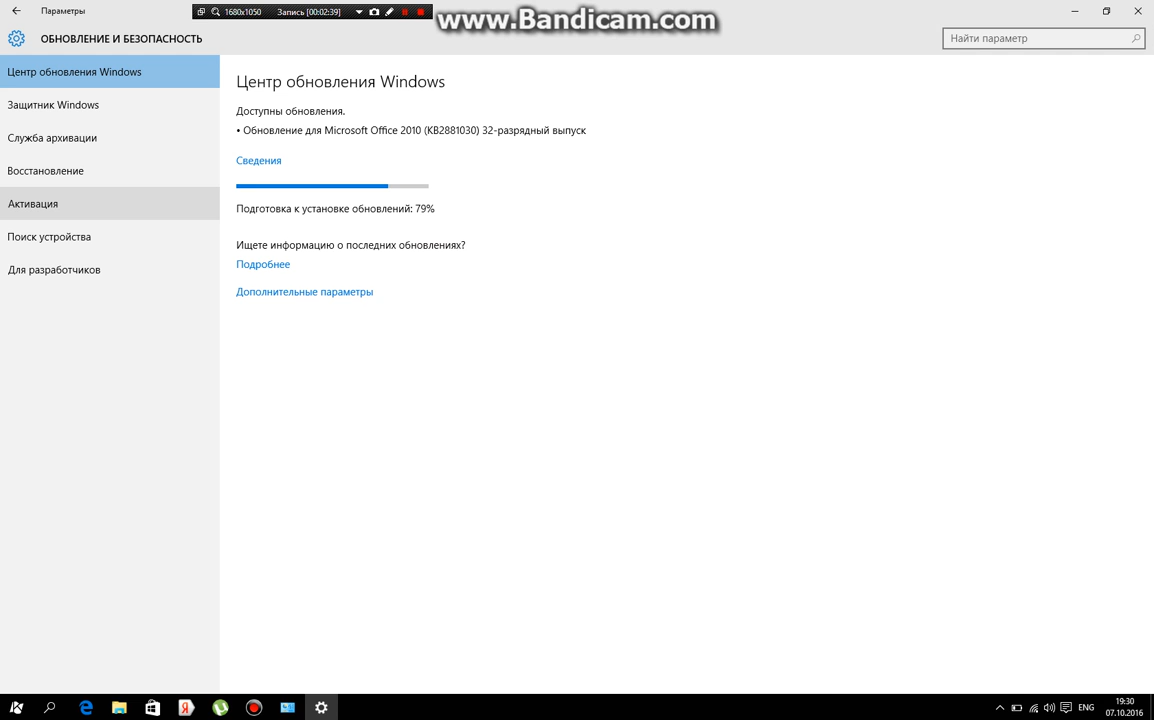 Параметры
1680x1050 Запись [00:02:39]
www.Bandicam.com
ОБНОВЛЕНИЕ И БЕЗОПАСНОСТЬ
Найти параметр
Центр обновления Windows
Защитник Windows
Служба архивации
Восстановление
Активация
Поиск устройства
Для разработчиков
Центр обновления Windows
Доступны обновления.
• Обновление для Microsoft Office 2010 (KB2881030) 32-разрядный выпуск
Сведения
Подготовка к установке обновлений: 79%
Ищете информацию о последних обновлениях?
Подробнее
Дополнительные параметры
Я
ENG
19:30
07.10.2016